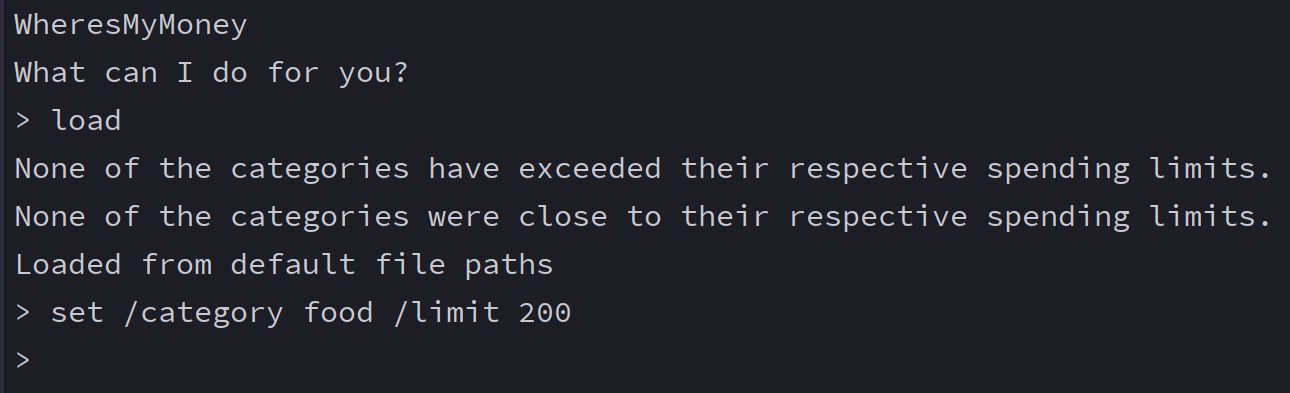 WheresMyMoney
What can I do for you?
> load
None of the categories have exceeded their respective spending limits.
None of the categories were close to their respective spending limits.
Loaded from default file paths
> set /category food /limit 200
>